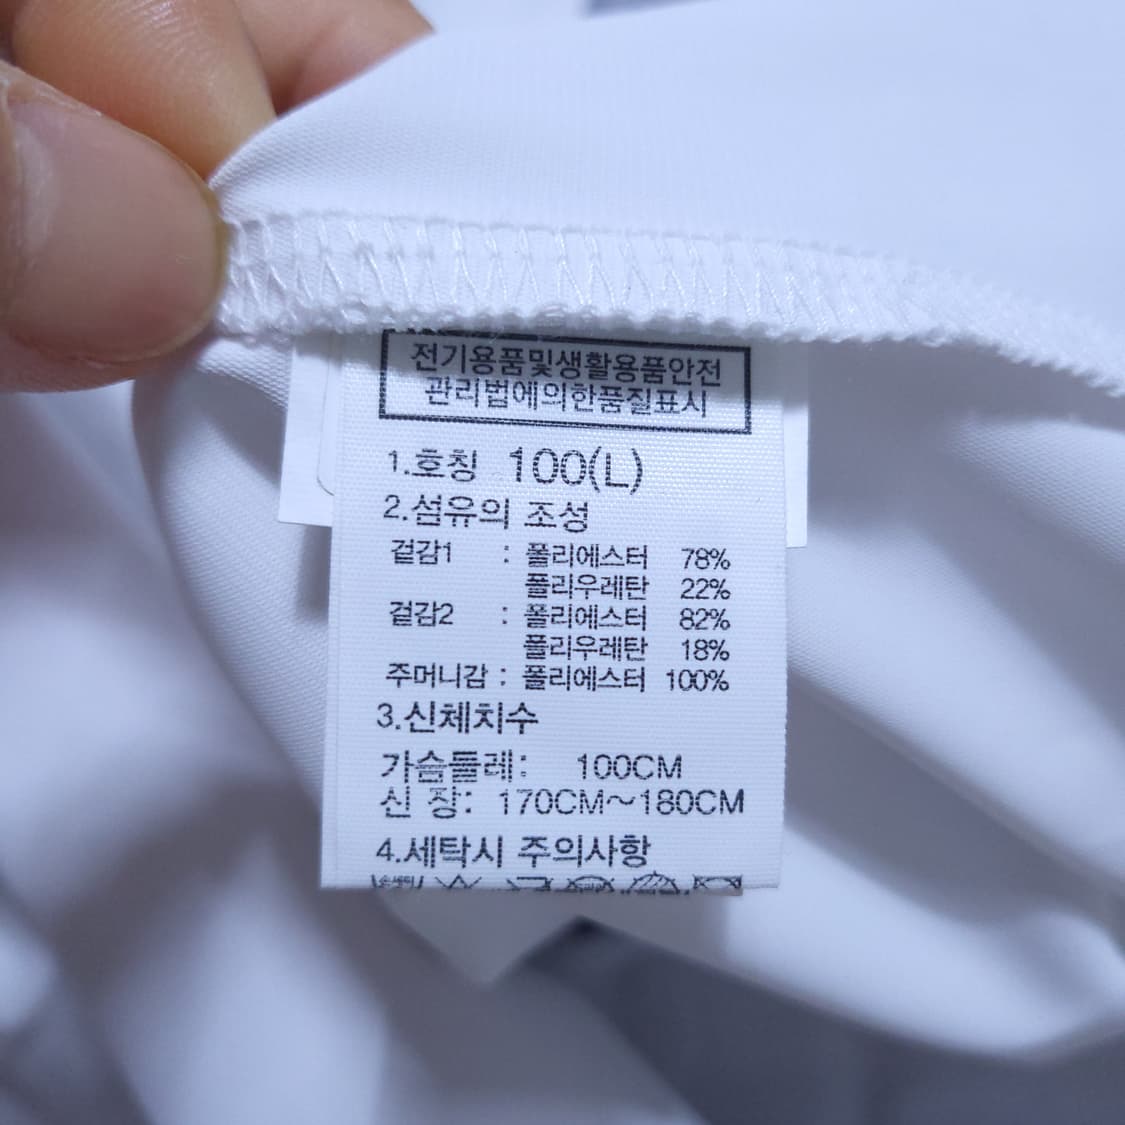 전기용품및생활용품안전
관리법에의한품질표시
1.호칭 100(L)
2.섬유의 조성
겉감1 : 폴리에스터 78%
폴리우레탄 22%
겉감2 : 폴리에스터 82%
폴리우레탄 18%
주머니감 : 폴리에스터 100%
3.신체치수
가슴둘레: 100CM
신 장: 170CM~180CM
4.세탁시 주의사항